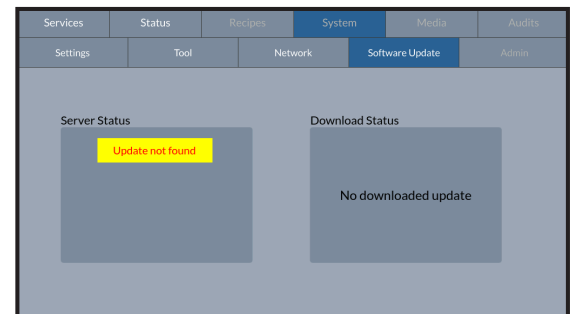 Services Status Recipes System Media Audits
Settings Tool Network Software Update Admin
Server Status Download Status
Update not found
No downloaded update